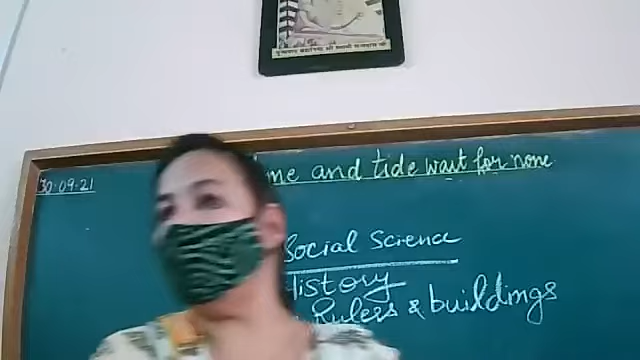 30.09.21
me and tide wait for none
Social Science
History
Rulers & buildings